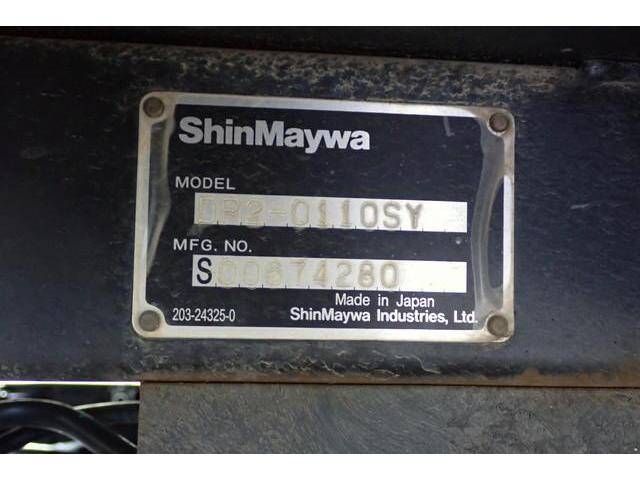 ShinMaywa
MODEL
DR2-0110SY
MFG. NO.
S00674280
Made in Japan
203-24325-0 ShinMaywa Industries, Ltd.